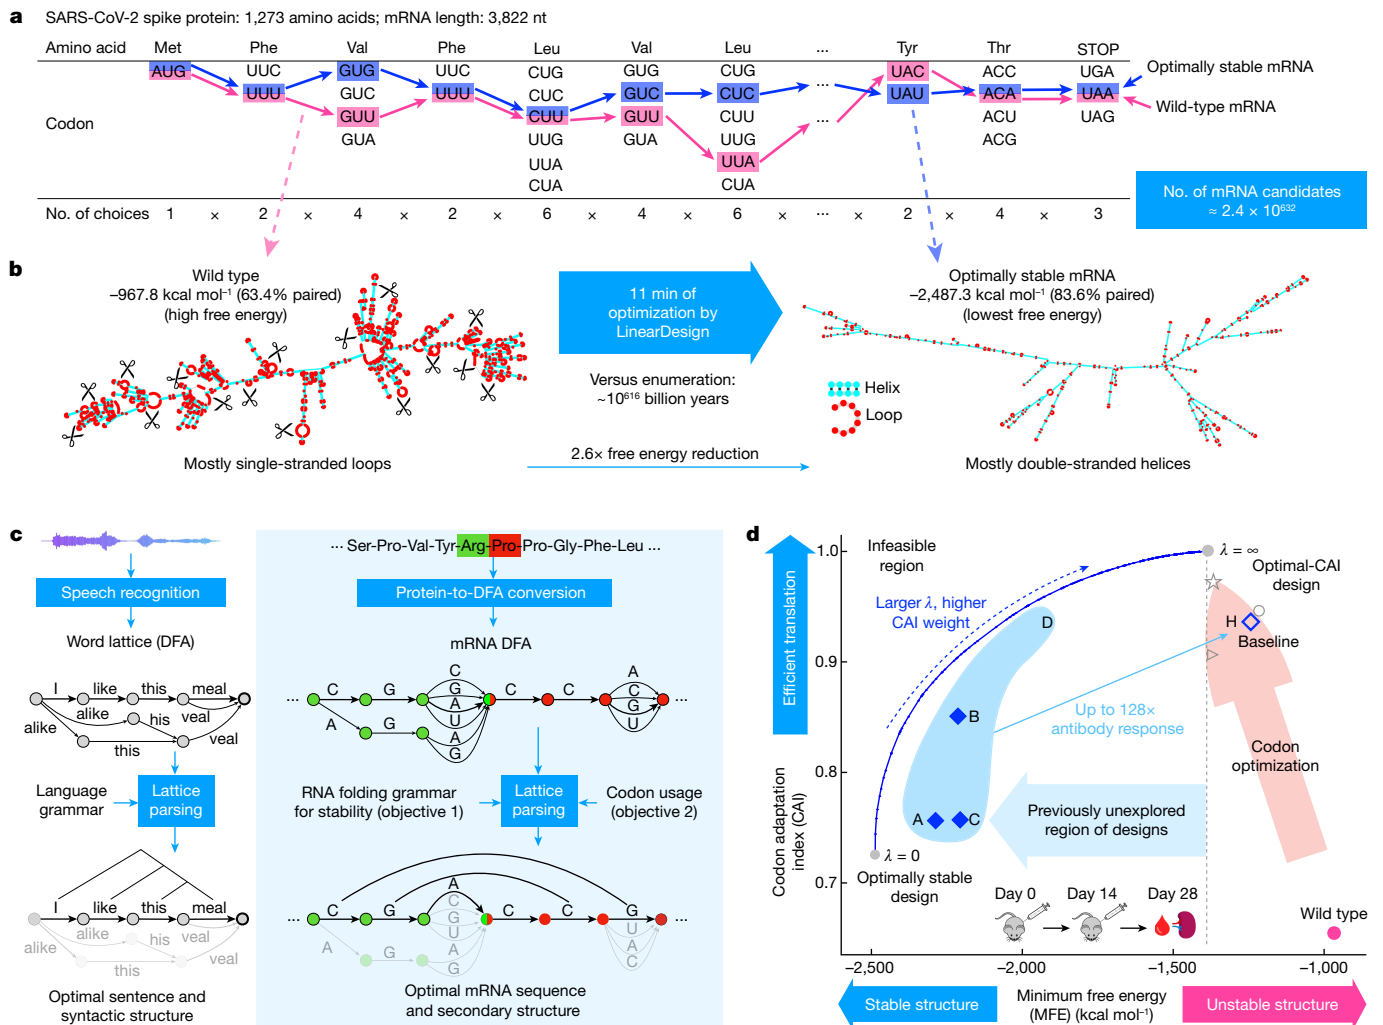 a SARS-CoV-2 spike protein: 1,273 amino acids; mRNA length: 3,822 nt
Amino acid Met Phe Val Phe Leu Val Leu ... Tyr Thr STOP
AUG UUC GUG UUC CUG GUG CUG UAC ACC UGA
UUU GUC UUU CUC GUC CUC ... UAU ACA UAA
GUU CUU GUU CUU ... ACU UAG
GUA UUG GUA UUG ACG
UUA UUA
CUA CUA
Codon
Optimally stable mRNA
Wild-type mRNA
No. of choices 1 × 2 × 4 × 2 × 6 × 4 × 6 × ... × 2 × 4 × 3
No. of mRNA candidates
≈ 2.4 × 10⁶³²
b
Wild type
–967.8 kcal mol⁻¹ (63.4% paired)
(high free energy)
Mostly single-stranded loops
11 min of
optimization by
LinearDesign
Versus enumeration:
~10⁶¹⁶ billion years
2.6× free energy reduction
Optimally stable mRNA
–2,487.3 kcal mol⁻¹ (83.6% paired)
(lowest free energy)
Helix
Loop
Mostly double-stranded helices
c
Speech recognition
Word lattice (DFA)
I like this meal
alike his veal
alike this veal
Language
grammar
Lattice
parsing
I like this meal
alike his veal
this veal
Optimal sentence and
syntactic structure
... Ser-Pro-Val-Tyr-Arg-Pro-Pro-Gly-Phe-Leu ...
Protein-to-DFA conversion
mRNA DFA
... C G C G A U C C A C G U ...
A G A G
RNA folding grammar
for stability (objective 1)
Lattice
parsing
Codon usage
(objective 2)
... C G A C G U C C G U A C ...
A G A G
Optimal mRNA sequence
and secondary structure
d
Efficient translation
Codon adaptation
index (CAI)
1.0
0.9
0.8
0.7
Infeasible
region
Larger λ, higher
CAI weight
λ = ∞
Optimal-CAI
design
D
H
Baseline
B
Up to 128×
antibody response
Codon
optimization
A C
Previously unexplored
region of designs
λ = 0
Optimally stable
design
Day 0 Day 14 Day 28
Wild type
–2,500 –2,000 –1,500 –1,000
Stable structure
Minimum free energy
(MFE) (kcal mol⁻¹)
Unstable structure